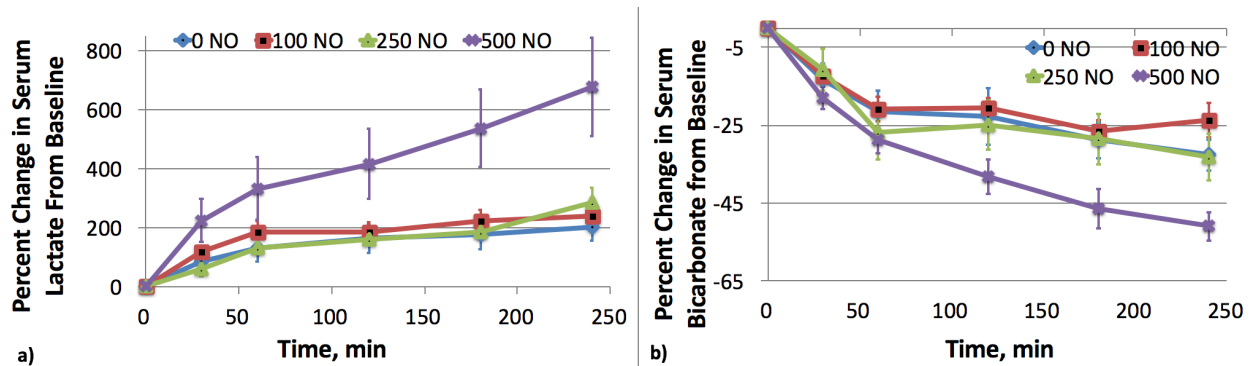 Percent Change in Serum
Lactate From Baseline
0 NO 100 NO 250 NO 500 NO
800
600
400
200
0
0 50 100 150 200 250
Time, min
a)
Percent Change in Serum
Bicarbonate from Baseline
0 NO 100 NO
250 NO 500 NO
-5
-25
-45
-65
0 50 100 150 200 250
Time, min
b)